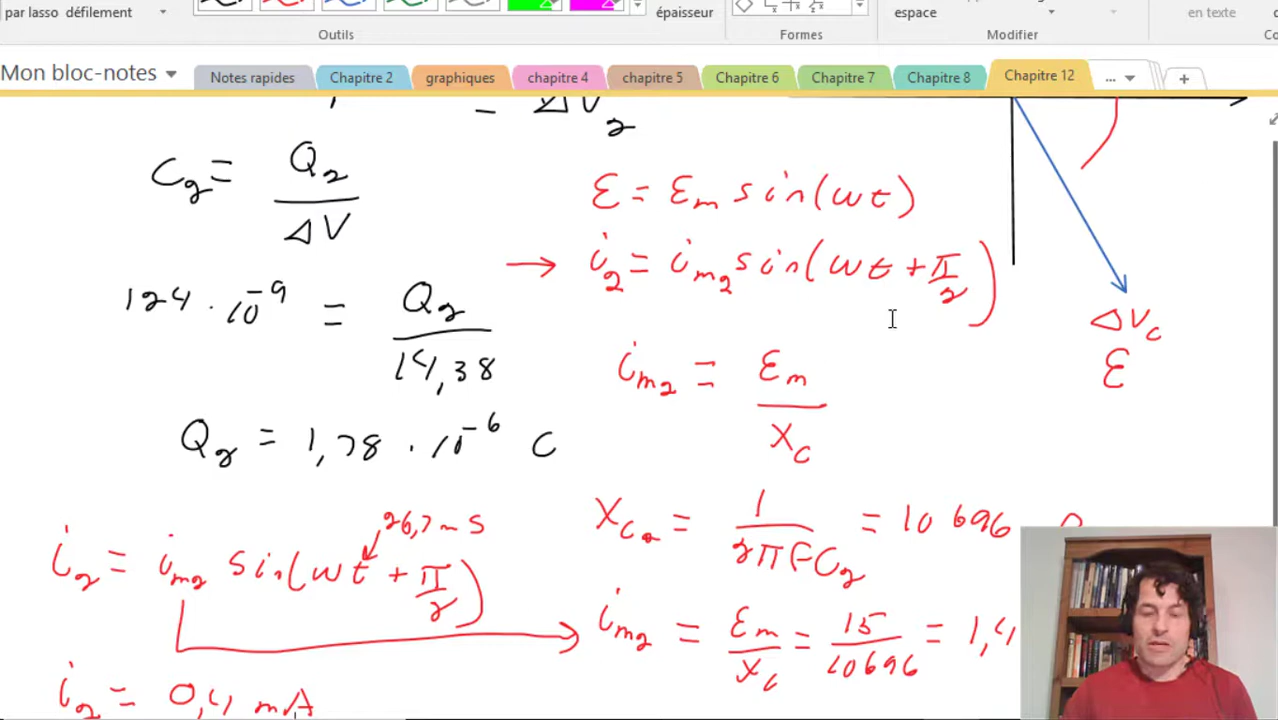 par lasso défilement
épaisseur
espace
en texte
Outils
Formes
Modifier
Mon bloc-notes
Notes rapides
Chapitre 2
graphiques
chapitre 4
chapitre 5
Chapitre 6
Chapitre 7
Chapitre 8
Chapitre 12
...
= ΔV₂
C₂ = Q₂ / ΔV
124 · 10⁻⁹ = Q₂ / 14,38
Q₂ = 1,78 · 10⁻⁶ C
ε = εm sin(ωt)
→ i₂ = im₂ sin(ωt + π/2)
im₂ = εm / Xc
ΔVc
ε
26,7 ms
i₂ = im₂ sin(ωt + π/2)
i₂ = 0,4 mA
Xc₂ = 1 / 2πFC₂ = 10 696
im₂ = εm / Xc = 15 / 10696 = 1,4